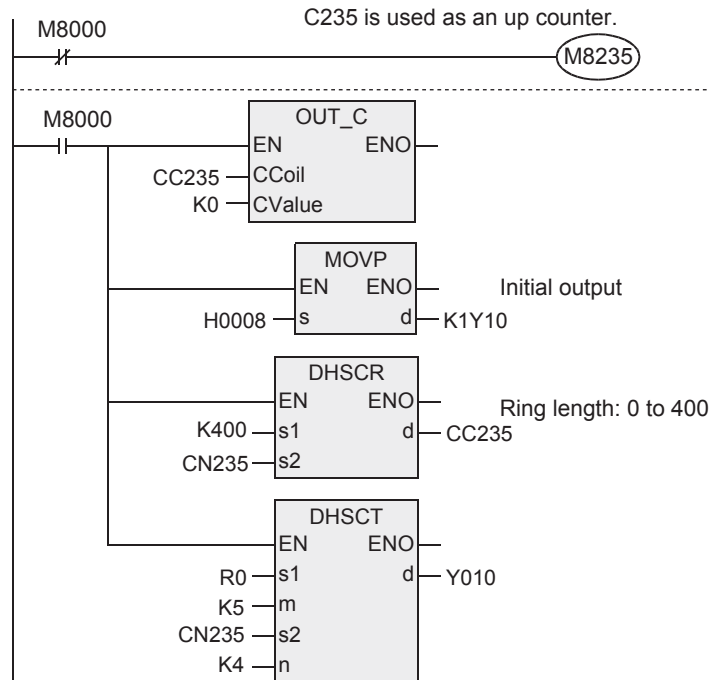 C235 is used as an up counter.
M8000
M8235
M8000
OUT_C
EN ENO
CC235 CCoil
K0 CValue
MOVP
EN ENO Initial output
H0008 s d K1Y10
DHSCR
EN ENO Ring length: 0 to 400
K400 s1 d CC235
CN235 s2
DHSCT
EN ENO
R0 s1 d Y010
K5 m
CN235 s2
K4 n